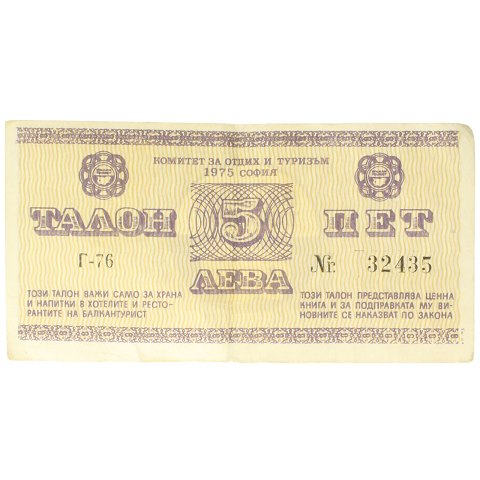 КОМИТЕТ ЗА ОТДИХ И ТУРИЗЪМ
1975 СОФИЯ
ТАЛОН 5 ПЕТ
ЛЕВА
Г-76
№ 32435
ТОЗИ ТАЛОН ВАЖИ САМО ЗА ХРАНА
И НАПИТКИ В ХОТЕЛИТЕ И РЕСТО-
РАНТИТЕ НА БАЛКАНТУРИСТ
ТОЗИ ТАЛОН ПРЕДСТАВЛЯВА ЦЕННА
КНИГА И ЗА ПОДПРАВКАТА МУ ВИ-
НОВНИТЕ СЕ НАКАЗВАТ ПО ЗАКОНА